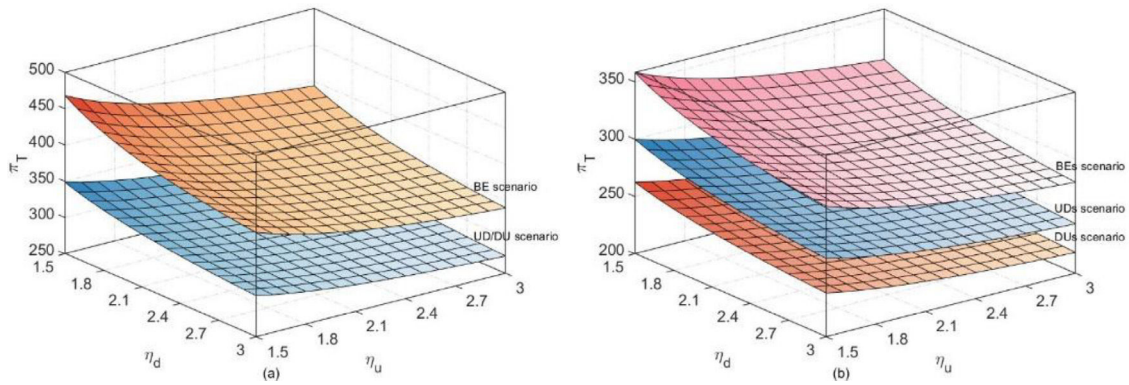 500
450
400
350
300
250
π_T
1.5
1.8
2.1
2.4
2.7
3
η_d
1.5
1.8
2.1
2.4
2.7
3
η_u
BE scenario
UD/DU scenario
(a)
350
300
250
200
π_T
1.5
1.8
2.1
2.4
2.7
3
η_d
1.5
1.8
2.1
2.4
2.7
3
η_u
BEs scenario
UDs scenario
DUs scenario
(b)